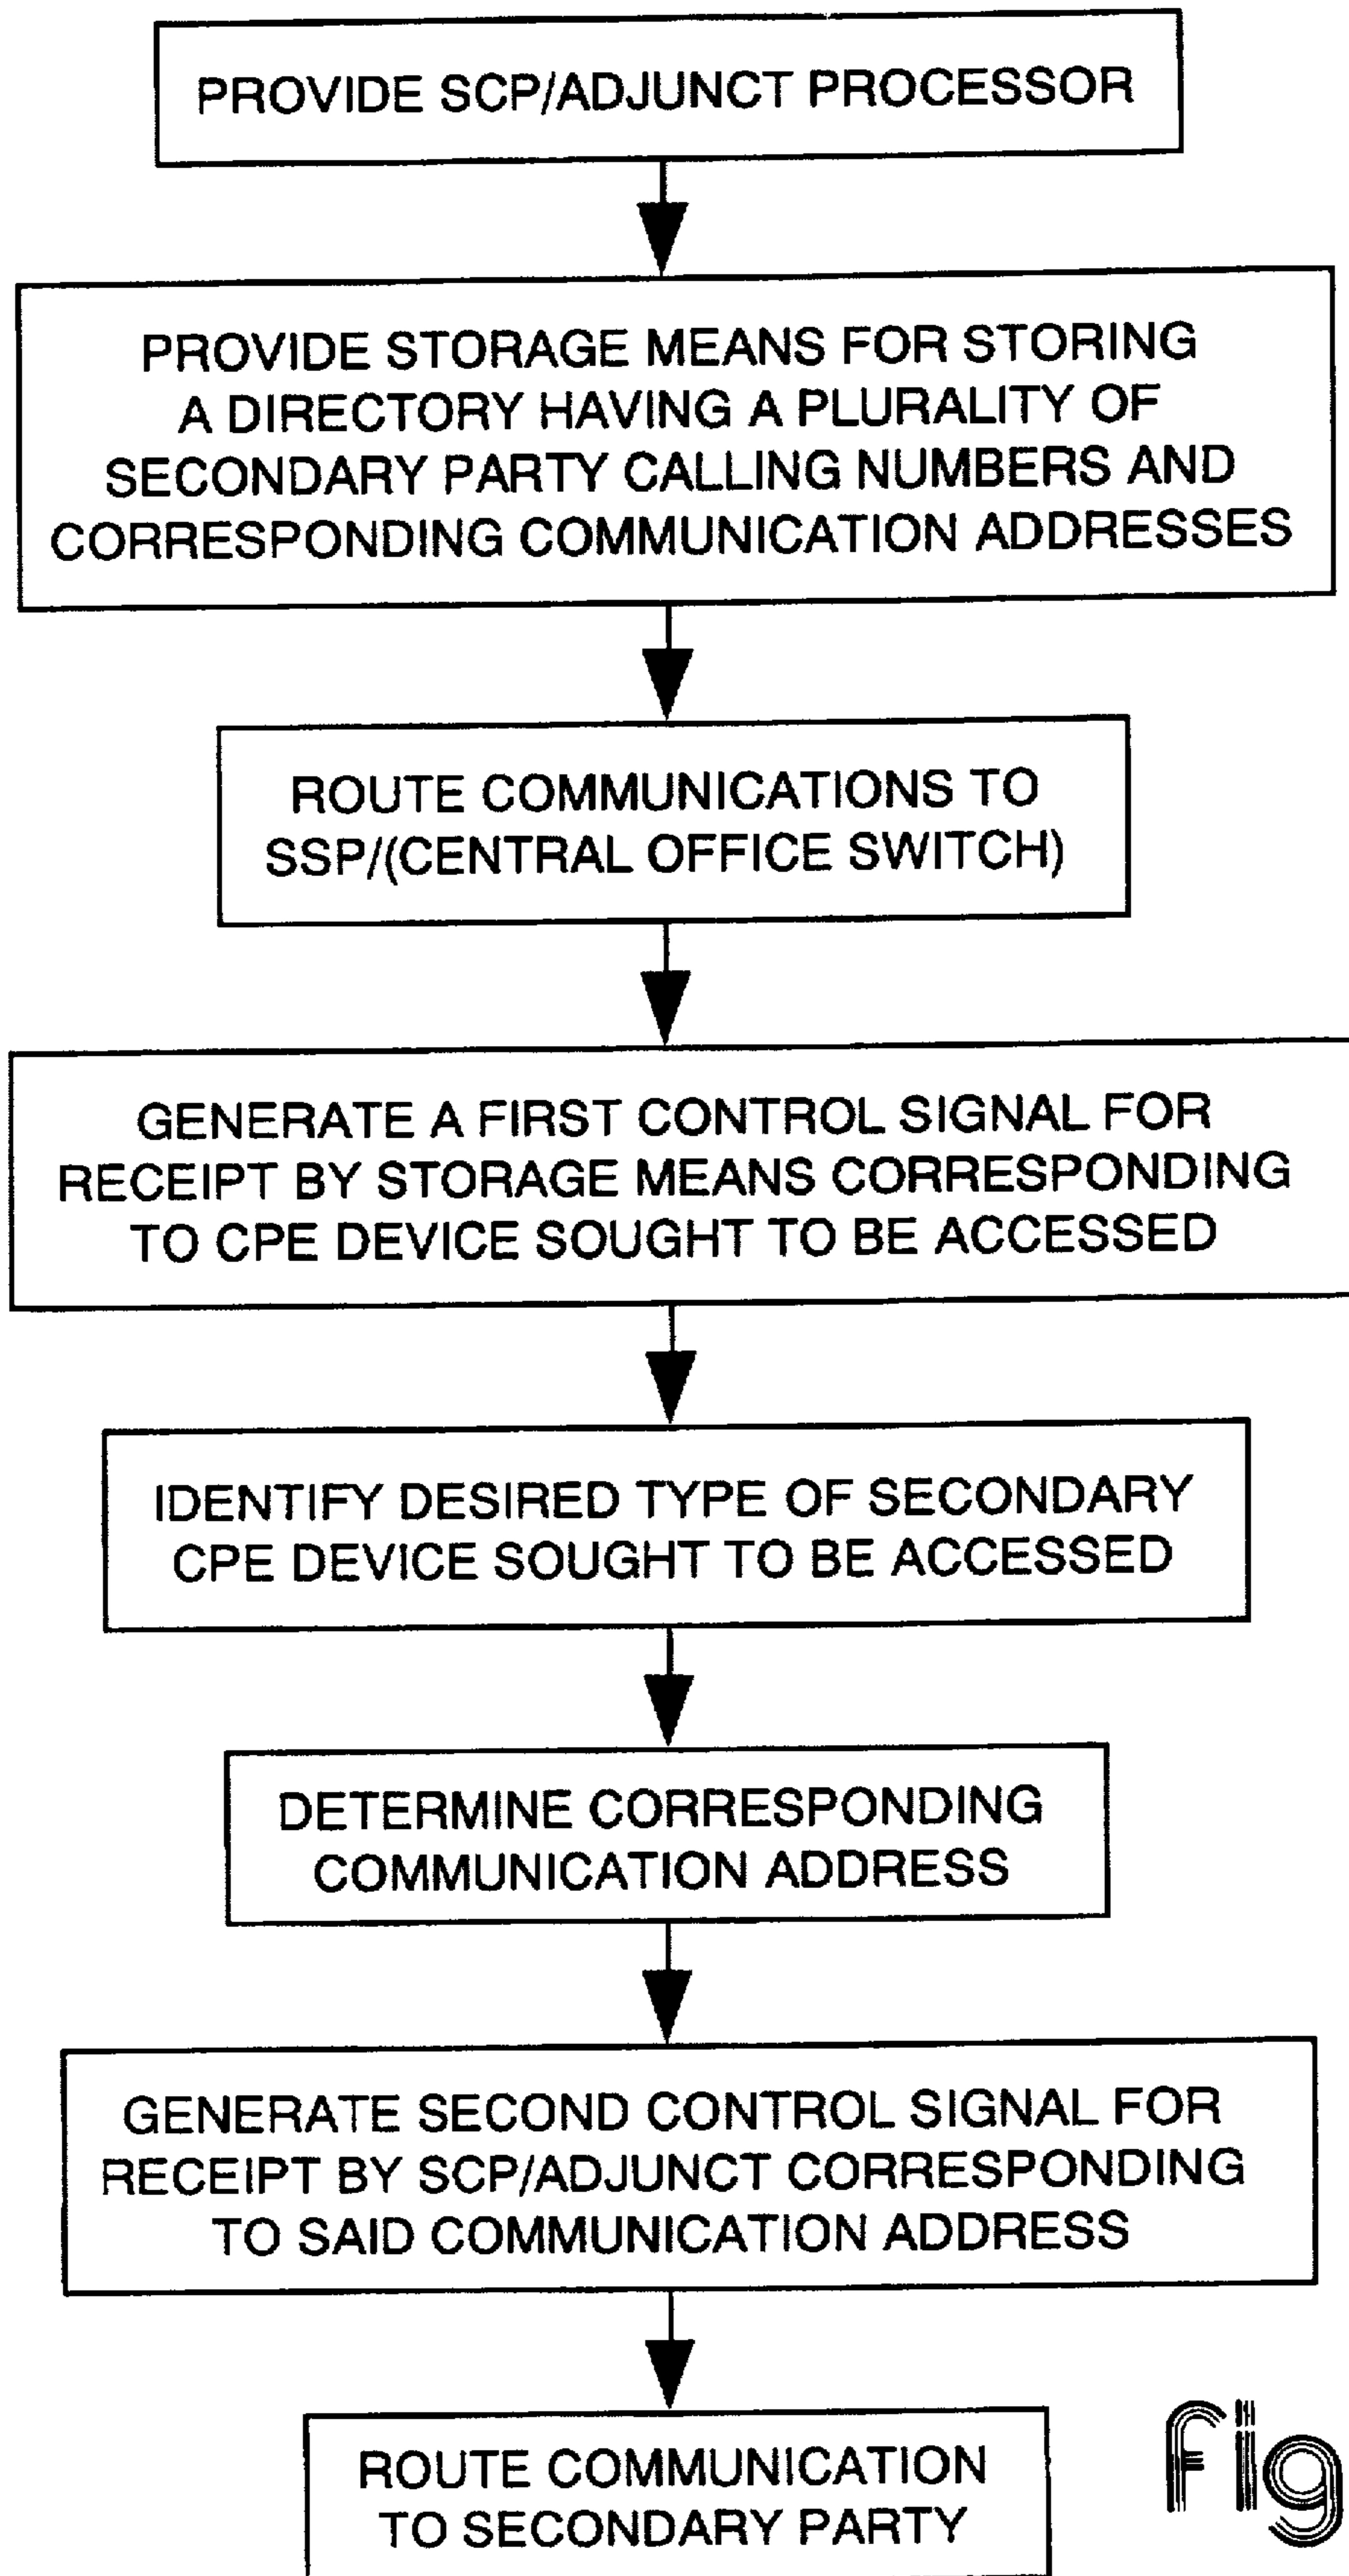 PROVIDE SCP/ADJUNCT PROCESSOR
PROVIDE STORAGE MEANS FOR STORING
A DIRECTORY HAVING A PLURALITY OF
SECONDARY PARTY CALLING NUMBERS AND
CORRESPONDING COMMUNICATION ADDRESSES
ROUTE COMMUNICATIONS TO
SSP/(CENTRAL OFFICE SWITCH)
GENERATE A FIRST CONTROL SIGNAL FOR
RECEIPT BY STORAGE MEANS CORRESPONDING
TO CPE DEVICE SOUGHT TO BE ACCESSED
IDENTIFY DESIRED TYPE OF SECONDARY
CPE DEVICE SOUGHT TO BE ACCESSED
DETERMINE CORRESPONDING
COMMUNICATION ADDRESS
GENERATE SECOND CONTROL SIGNAL FOR
RECEIPT BY SCP/ADJUNCT CORRESPONDING
TO SAID COMMUNICATION ADDRESS
ROUTE COMMUNICATION
TO SECONDARY PARTY
Fig